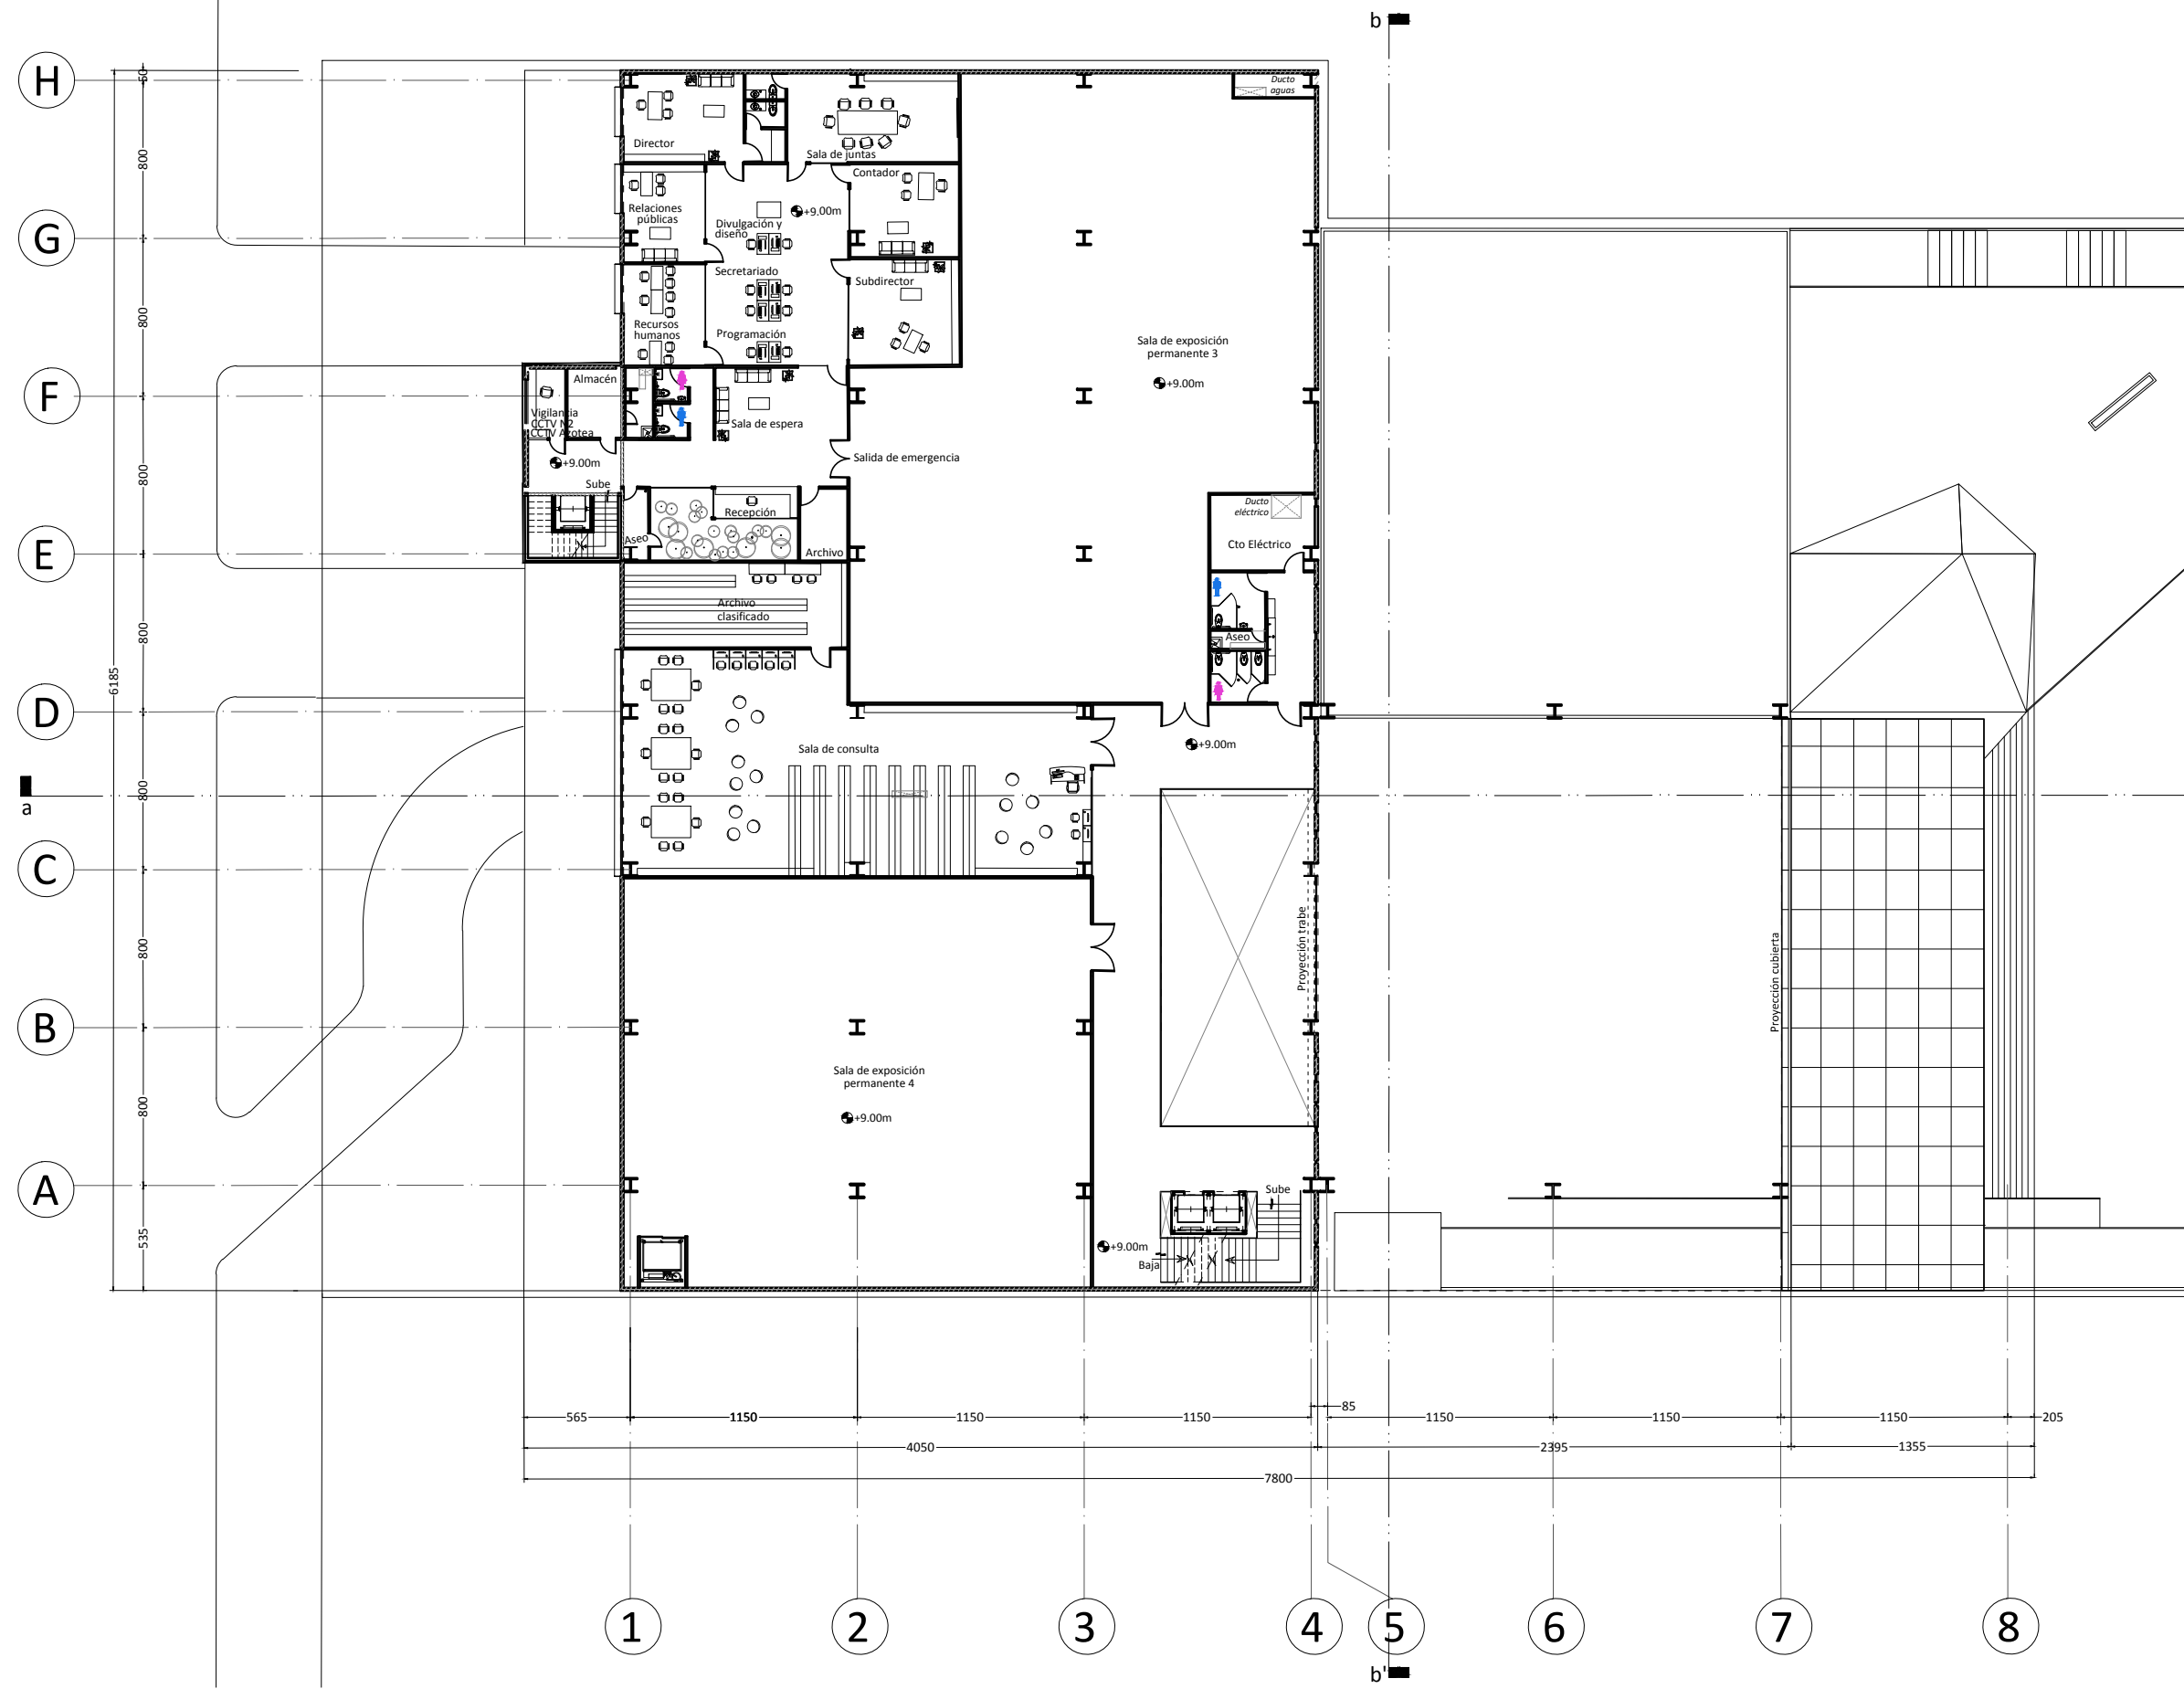 b
H
50
Ducto
aguas
800
Director
Sala de juntas
Contador
Relaciones
públicas
+9.00m
Divulgación y
diseño
G
Secretariado
Subdirector
800
Recursos
humanos
Programación
Sala de exposición
permanente 3
+9.00m
F
Almacén
Vigilancia
CCTV N2
CCTV Azotea
Sala de espera
Salida de emergencia
+9.00m
800
Sube
Recepción
Ducto
eléctrico
E
Aseo
Archivo
Cto Eléctrico
Archivo
clasificado
800
Aseo
6185
D
Sala de consulta
+9.00m
a
800
C
Proyección trabe
Proyección cubierta
800
B
Sala de exposición
permanente 4
+9.00m
800
A
Sube
535
+9.00m
Baja
85
565
1150
1150
1150
1150
1150
1150
205
4050
2395
1355
7800
1
2
3
4
5
6
7
8
b'